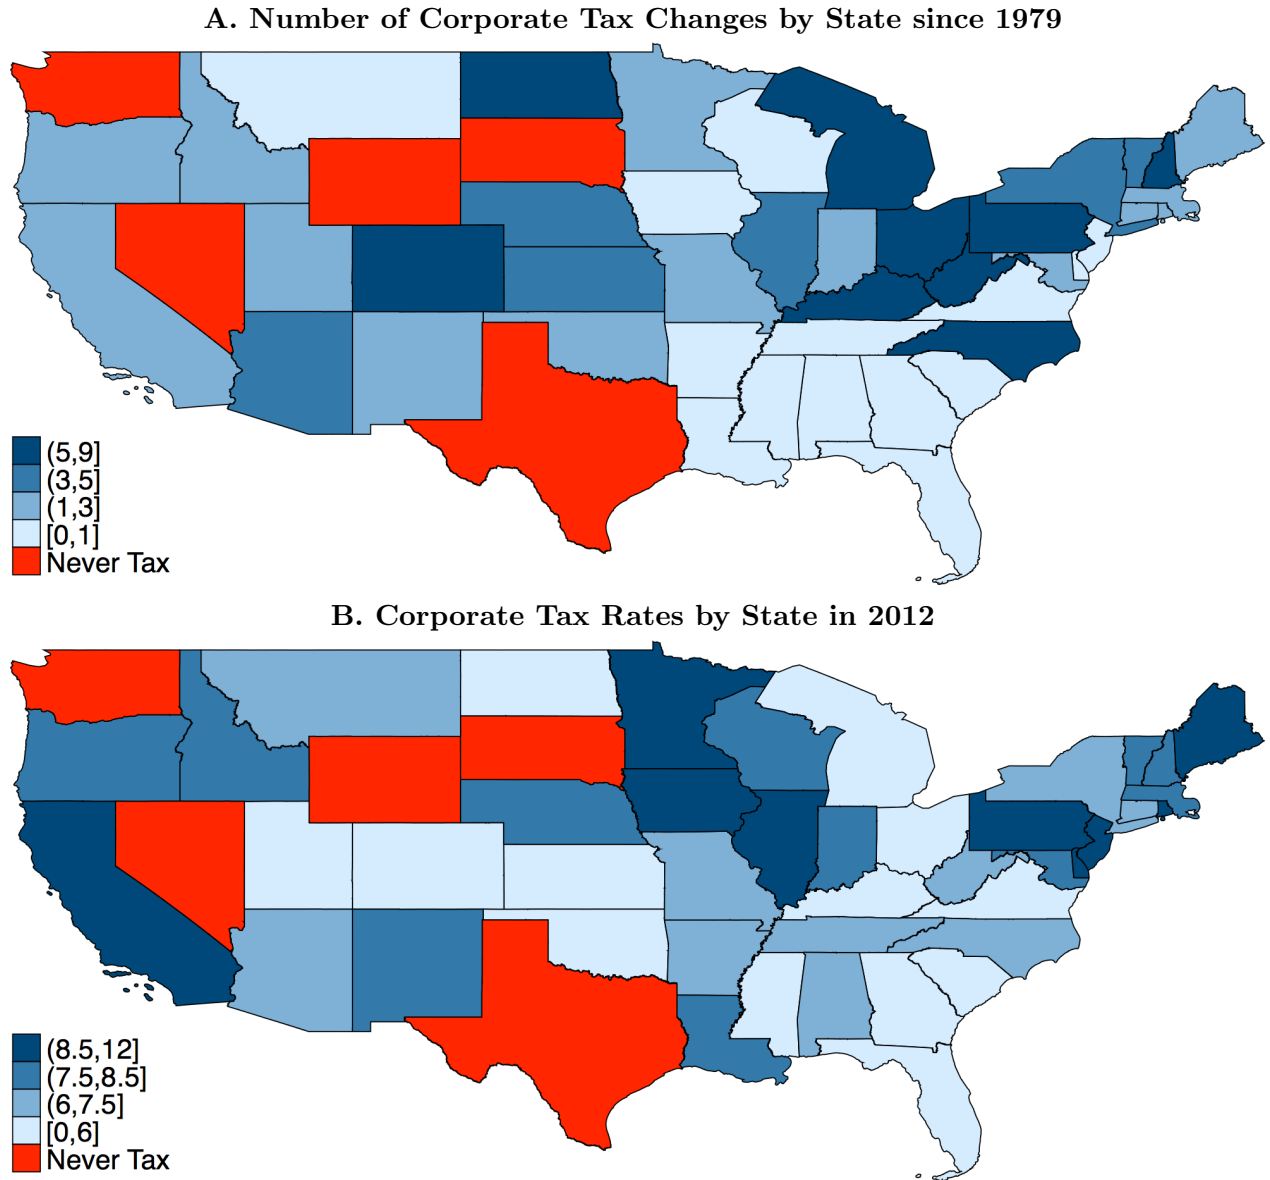 A. Number of Corporate Tax Changes by State since 1979
(5,9]
(3,5]
(1,3]
[0,1]
Never Tax
B. Corporate Tax Rates by State in 2012
(8.5,12]
(7.5,8.5]
(6,7.5]
[0,6]
Never Tax